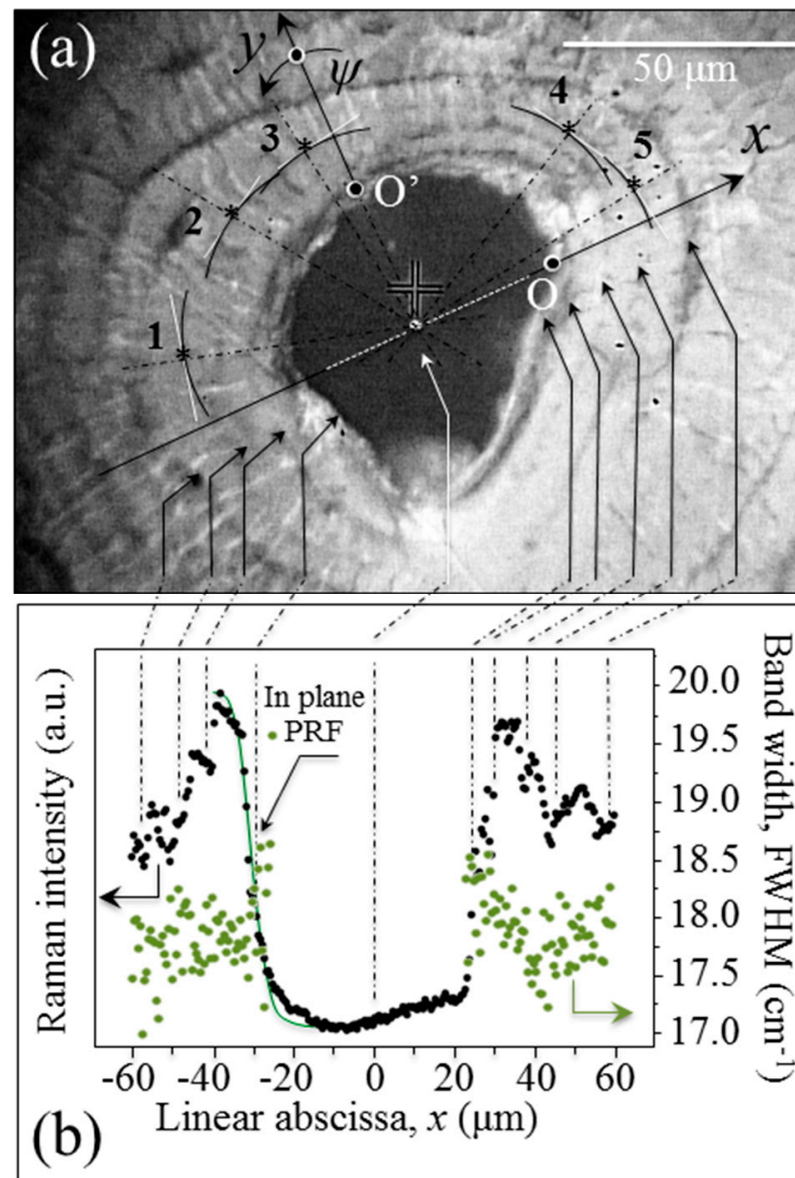 (a)
y
ψ
50 μm
3
4
5
x
O’
2
O
1
Raman intensity (a.u.)
Band width, FWHM (cm-1)
In plane
PRF
20.0
19.5
19.0
18.5
18.0
17.5
17.0
-60 -40 -20 0 20 40 60
Linear abscissa, x (μm)
(b)